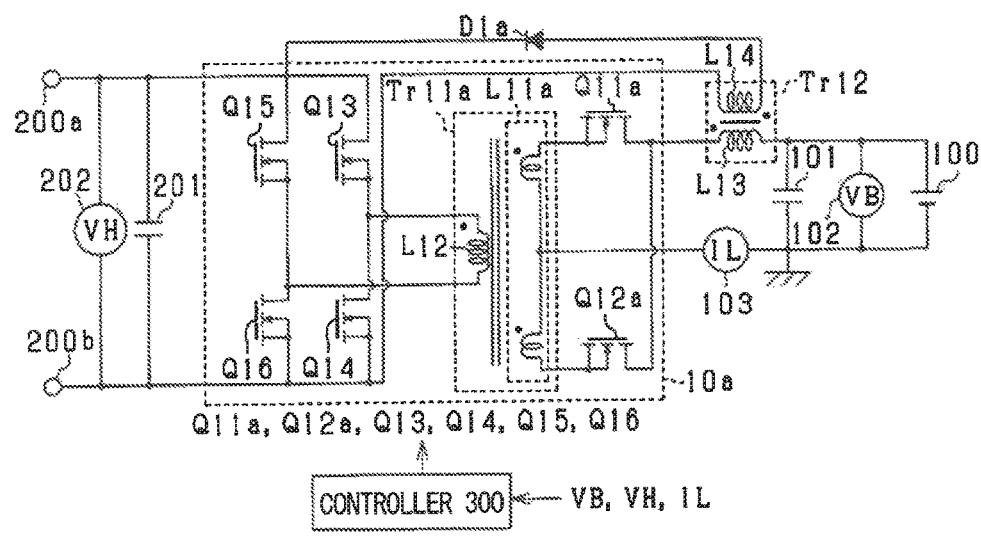 D1a
L14
200a
Q15
Q13
Tr11a
L11a
Q11a
Tr12
202
201
L13
101
100
VH
L12
VB
102
IL
103
Q12a
200b
Q16
Q14
10a
Q11a, Q12a, Q13, Q14, Q15, Q16
CONTROLLER 300
VB, VH, IL